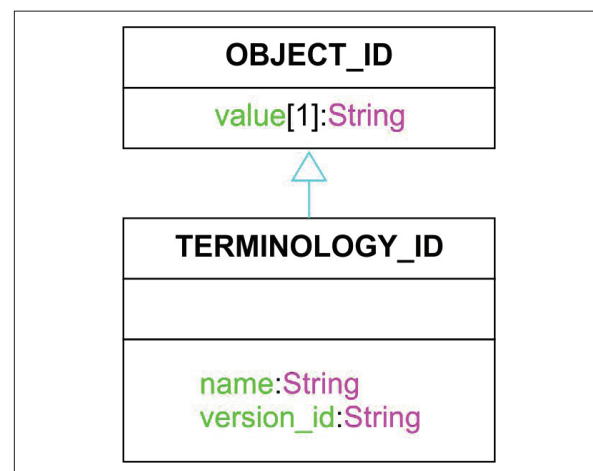 OBJECT_ID
value[1]:String
TERMINOLOGY_ID
name:String
version_id:String